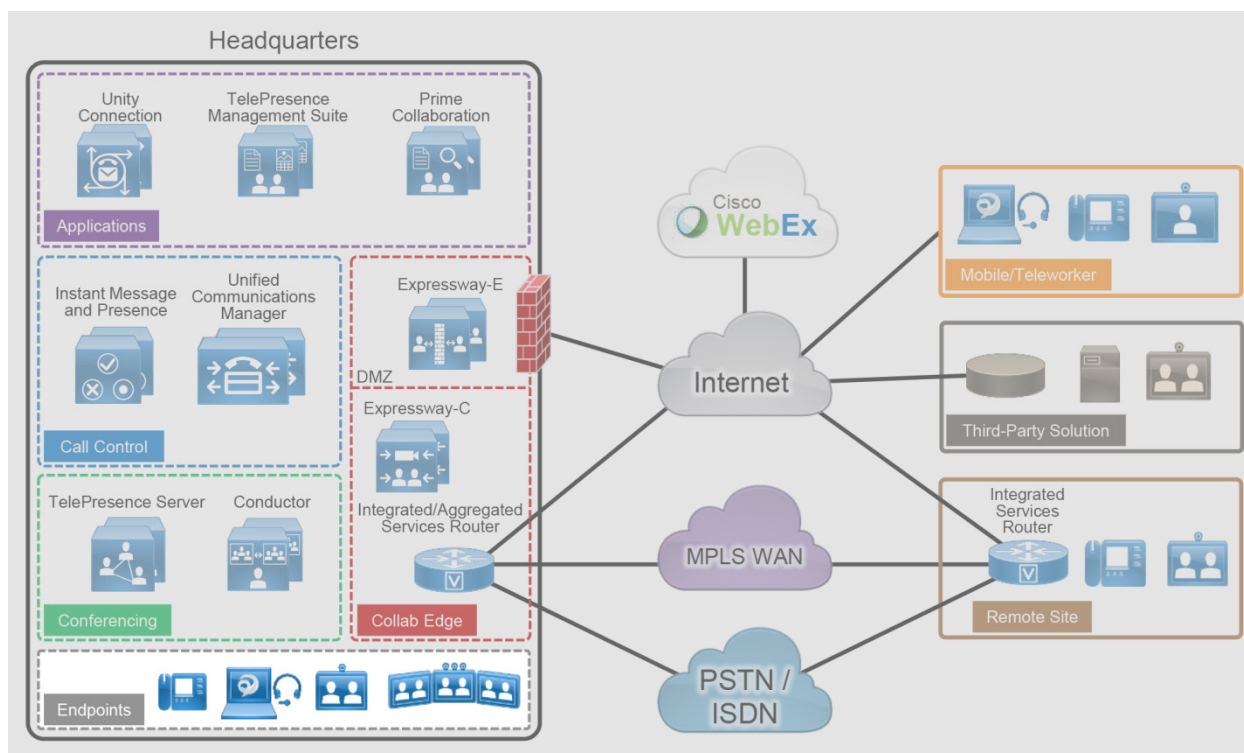 Headquarters
Unity
Connection
TelePresence
Management Suite
Prime
Collaboration
Applications
Instant Message
and Presence
Unified
Communications
Manager
Call Control
Expressway-E
DMZ
Expressway-C
Integrated/Aggregated
Services Router
V
Collab Edge
TelePresence Server
Conductor
Conferencing
Endpoints
Cisco
WebEx
Internet
MPLS WAN
PSTN /
ISDN
Mobile/Teleworker
Third-Party Solution
Integrated
Services
Router
V
Remote Site